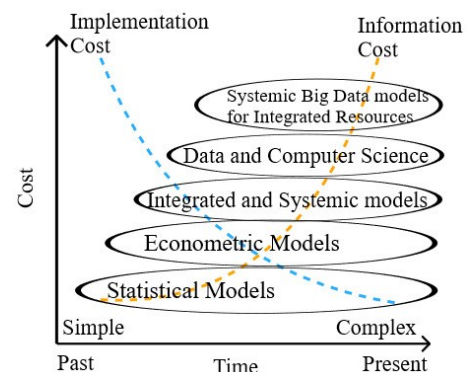 Implementation
Cost
Information
Cost
Systemic Big Data models
for Integrated Resources
Data and Computer Science
Integrated and Systemic models
Econometric Models
Statistical Models
Cost
Simple
Complex
Past
Time
Present